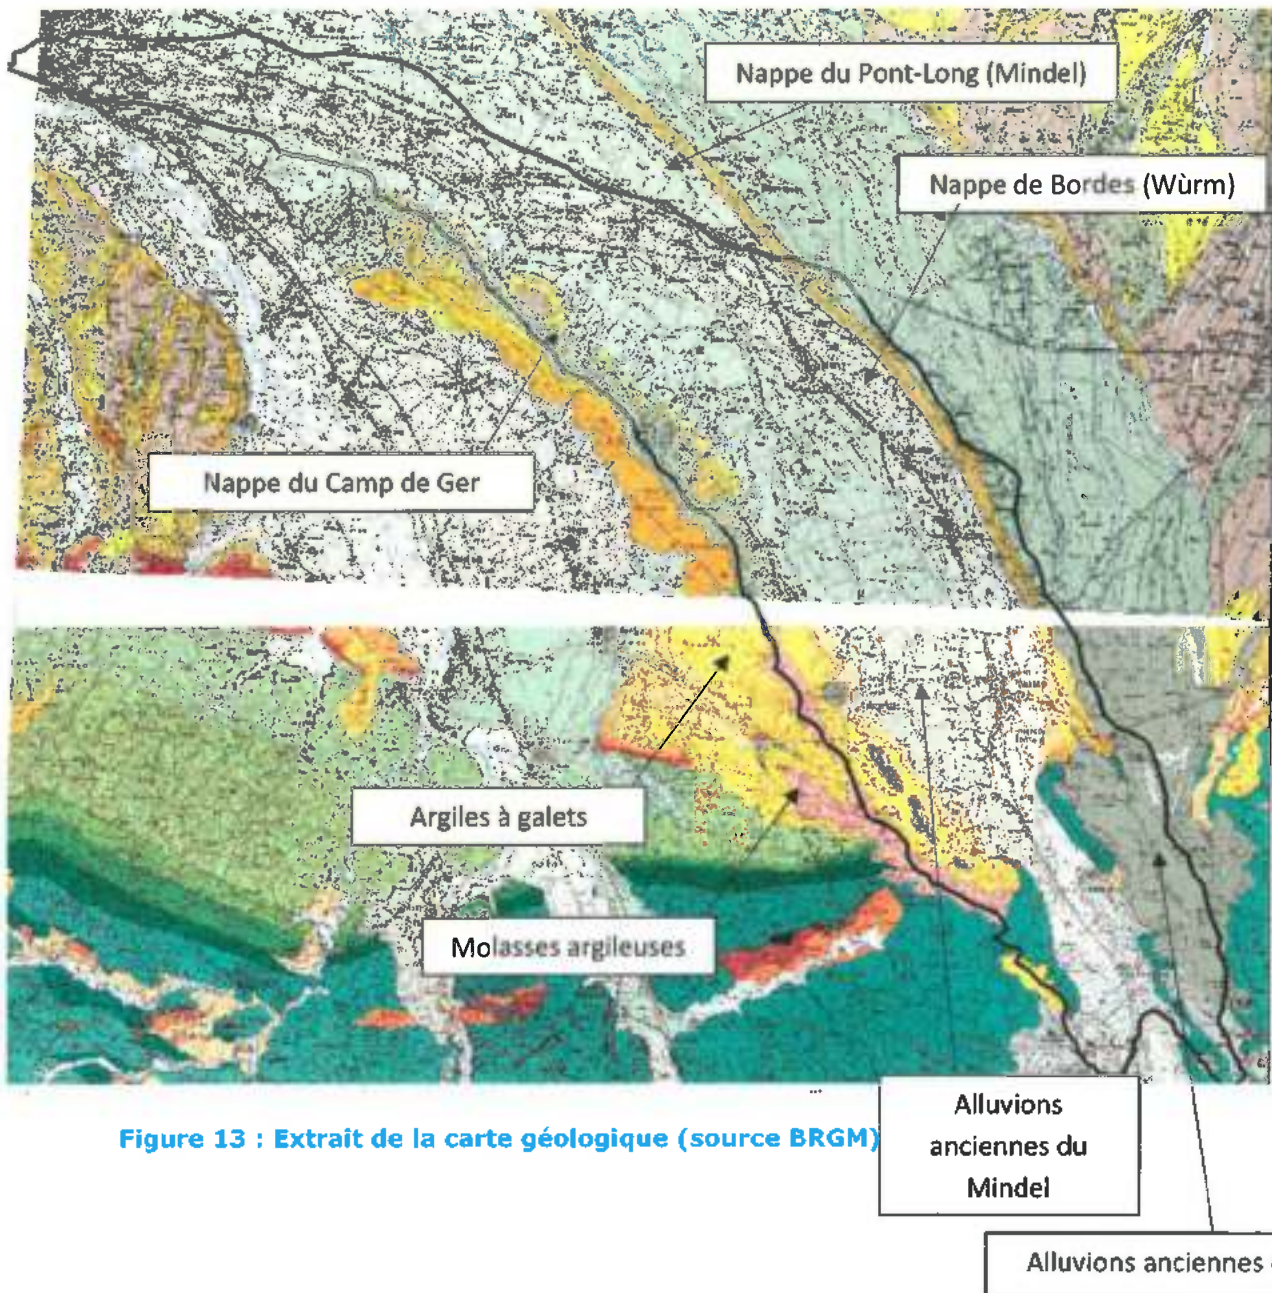 Nappe du Pont-Long (Mindel)
Nappe de Bordes (Wùrm)
Nappe du Camp de Ger
Argiles à galets
Molasses argileuses
Alluvions
anciennes du
Mindel
Figure 13 : Extrait de la carte géologique (source BRGM)
Alluvions anciennes